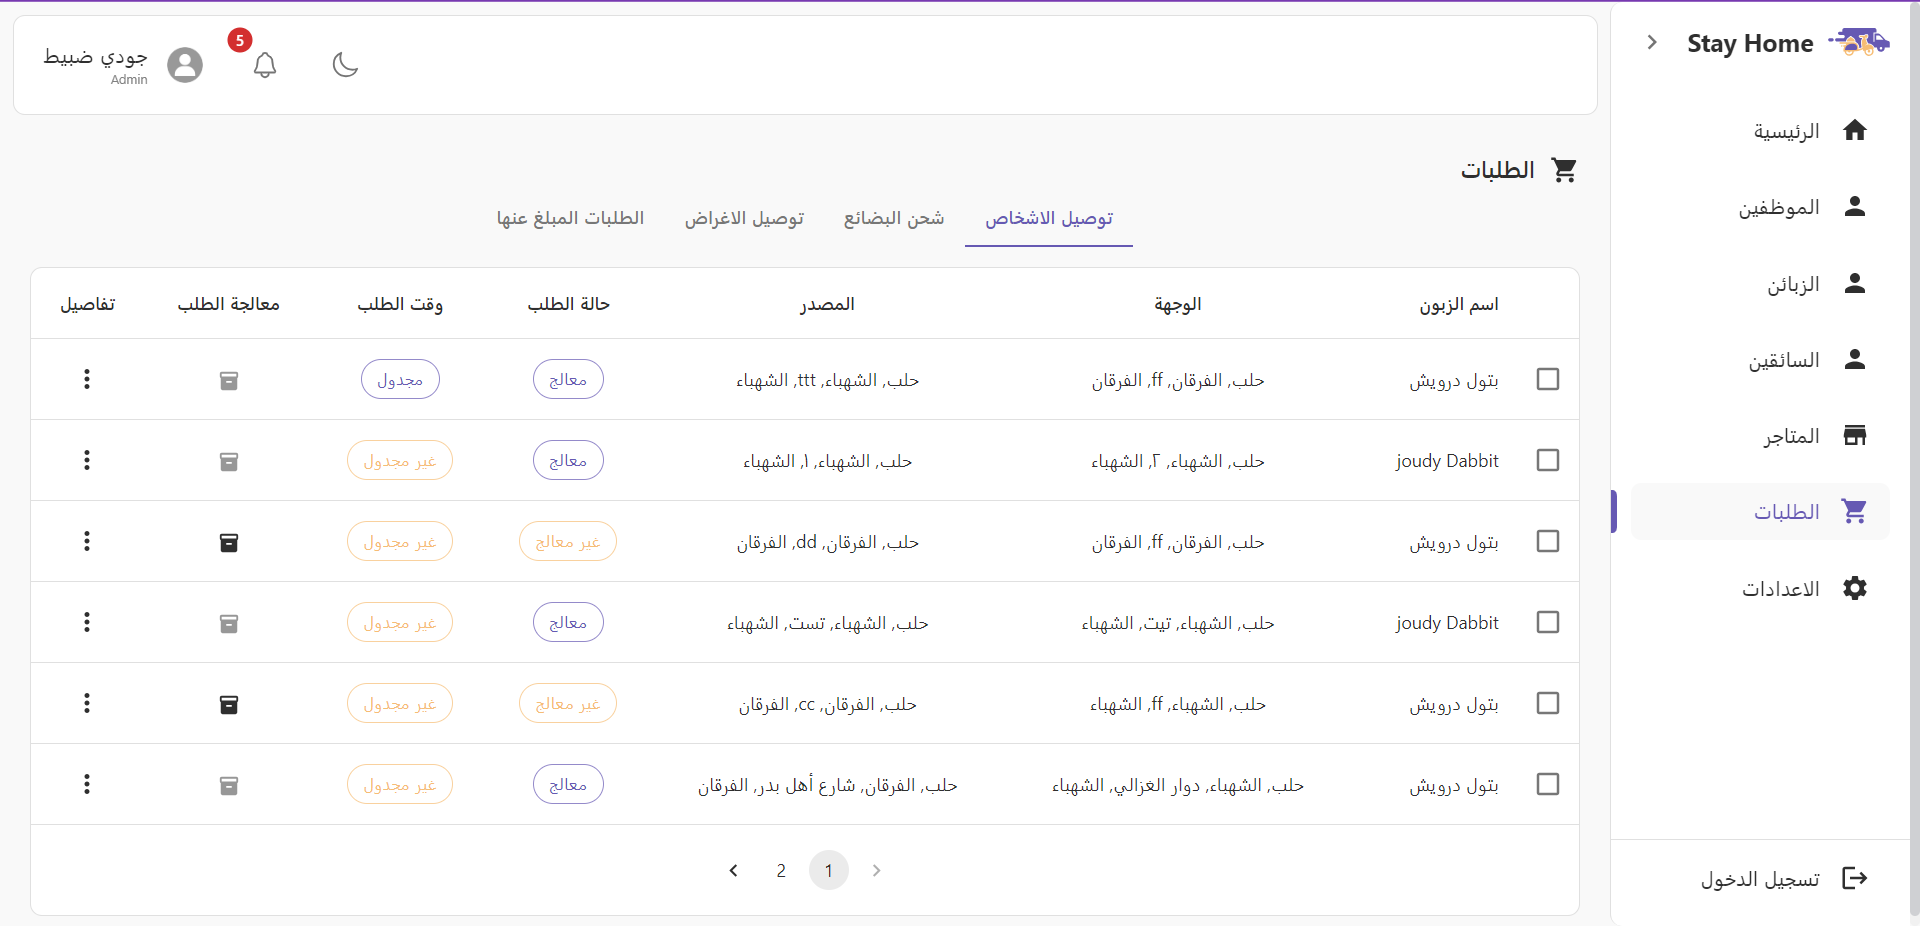 Stay Home
الرئيسية
الموظفين
الزبائن
السائقين
المتاجر
الطلبات
الاعدادات
تسجيل الدخول
5
جودي ضبيط
Admin
الطلبات
توصيل الاشخاص
شحن البضائع
توصيل الاغراض
الطلبات المبلغ عنها
اسم الزبون الوجهة المصدر حالة الطلب وقت الطلب معالجة الطلب تفاصيل
بتول درويش حلب, الفرقان, ff, الفرقان حلب, الشهباء, ttt, الشهباء معالج مجدول
joudy Dabbit حلب, الشهباء, ٢, الشهباء حلب, الشهباء, ١, الشهباء معالج غير مجدول
بتول درويش حلب, الفرقان, ff, الفرقان حلب, الفرقان, dd, الفرقان غير معالج غير مجدول
joudy Dabbit حلب, الشهباء, تيت, الشهباء حلب, الشهباء, تست, الشهباء معالج غير مجدول
بتول درويش حلب, الشهباء, ff, الشهباء حلب, الفرقان, cc, الفرقان غير معالج غير مجدول
بتول درويش حلب, الشهباء, دوار الغزالي, الشهباء حلب, الفرقان, شارع أهل بدر, الفرقان معالج غير مجدول
1 2